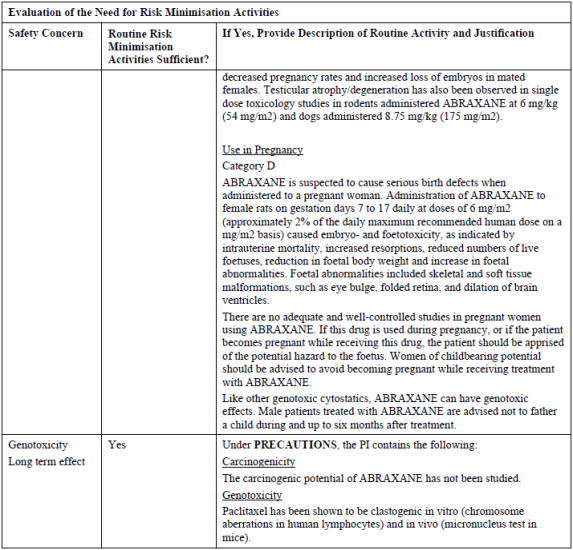 Evaluation of the Need for Risk Minimisation Activities
Safety Concern
Routine Risk
Minimisation
Activities Sufficient?
If Yes, Provide Description of Routine Activity and Justification
decreased pregnancy rates and increased loss of embryos in mated
females. Testicular atrophy/degeneration has also been observed in single
dose toxicology studies in rodents administered ABRAXANE at 6 mg/kg
(54 mg/m2) and dogs administered 8.75 mg/kg (175 mg/m2).
Use in Pregnancy
Category D
ABRAXANE is suspected to cause serious birth defects when
administered to a pregnant woman. Administration of ABRAXANE to
female rats on gestation days 7 to 17 daily at doses of 6 mg/m2
(approximately 2% of the daily maximum recommended human dose on a
mg/m2 basis) caused embryo- and foetotoxicity, as indicated by
intrauterine mortality, increased resorptions, reduced numbers of live
foetuses, reduction in foetal body weight and increase in foetal
abnormalities. Foetal abnormalities included skeletal and soft tissue
malformations, such as eye bulge, folded retina, and dilation of brain
ventricles.
There are no adequate and well-controlled studies in pregnant women
using ABRAXANE. If this drug is used during pregnancy, or if the patient
becomes pregnant while receiving this drug, the patient should be apprised
of the potential hazard to the foetus. Women of childbearing potential
should be advised to avoid becoming pregnant while receiving treatment
with ABRAXANE.
Like other genotoxic cytostatics, ABRAXANE can have genotoxic
effects. Male patients treated with ABRAXANE are advised not to father
a child during and up to six months after treatment.
Genotoxicity
Long term effect
Yes
Under PRECAUTIONS, the PI contains the following:
Carcinogenicity
The carcinogenic potential of ABRAXANE has not been studied.
Genotoxicity
Paclitaxel has been shown to be clastogenic in vitro (chromosome
aberrations in human lymphocytes) and in vivo (micronucleus test in
mice).